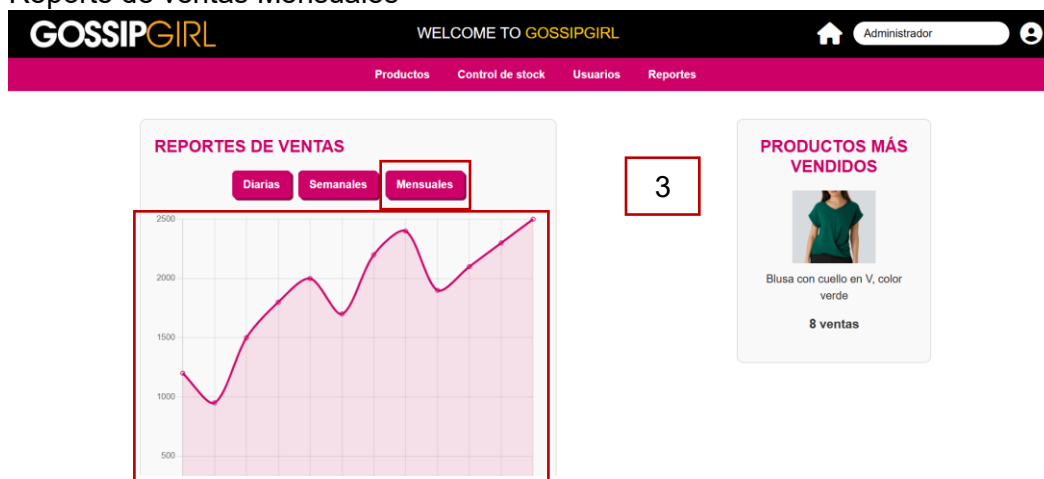 Reporte de ventas Mensuales
GOSSIPGIRL
WELCOME TO GOSSIPGIRL
Administrador
Productos Control de stock Usuarios Reportes
REPORTES DE VENTAS
Diarias Semanales Mensuales
2500
2000
1500
1000
500
3
PRODUCTOS MÁS
VENDIDOS
Blusa con cuello en V, color
verde
8 ventas